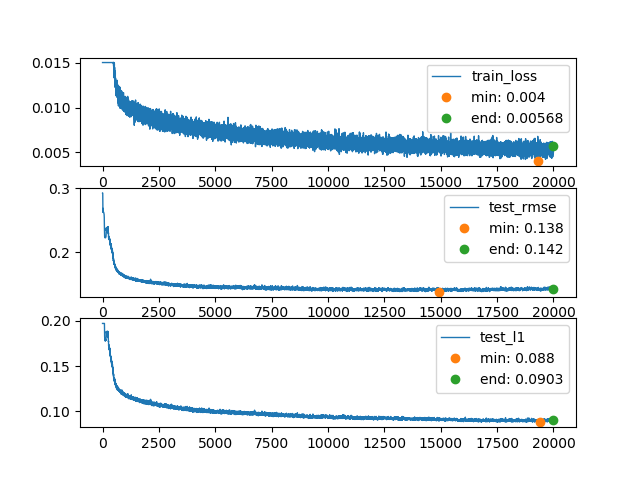 0.015
0.010
0.005
train_loss
min: 0.004
end: 0.00568
0 2500 5000 7500 10000 12500 15000 17500 20000
0.3
0.2
test_rmse
min: 0.138
end: 0.142
0 2500 5000 7500 10000 12500 15000 17500 20000
0.20
0.15
0.10
test_l1
min: 0.088
end: 0.0903
0 2500 5000 7500 10000 12500 15000 17500 20000